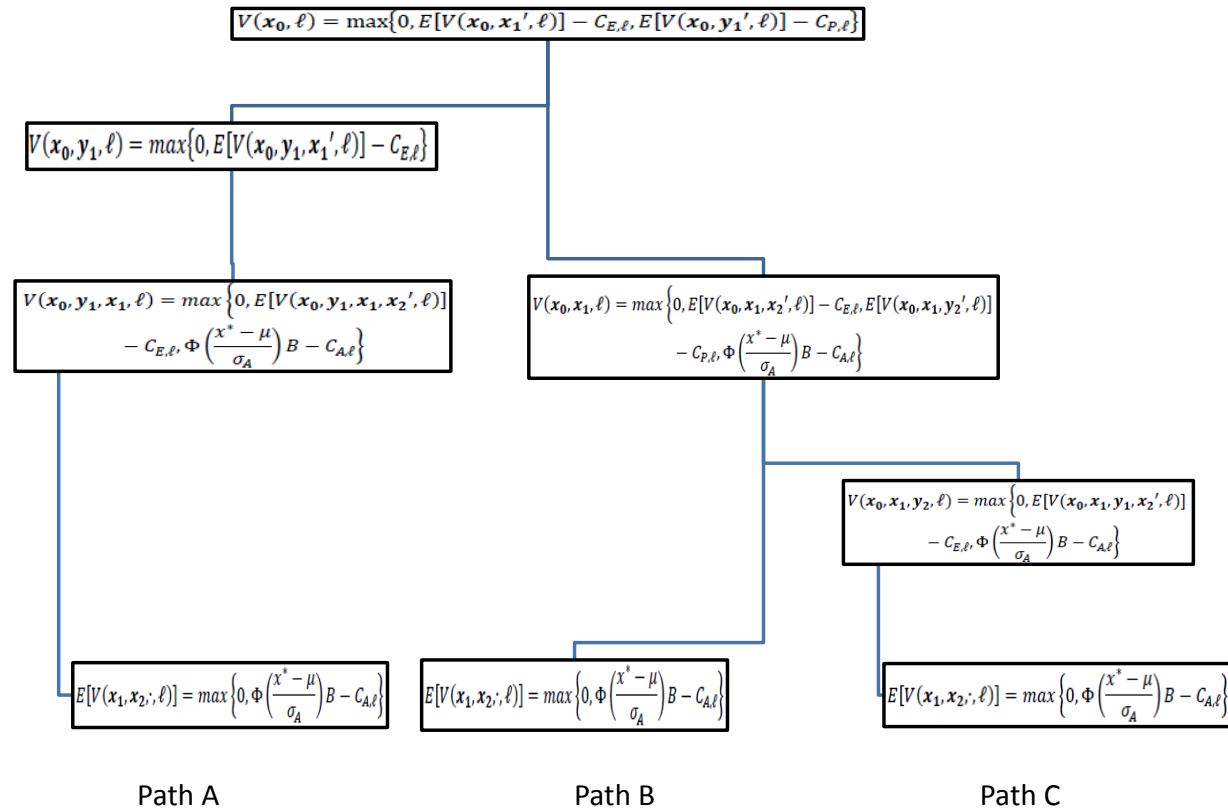 V(x₀, ℓ) = max{0, E[V(x₀, x₁′, ℓ)] − C_{E,ℓ}, E[V(x₀, y₁′, ℓ)] − C_{P,ℓ}}
V(x₀, y₁, ℓ) = max{0, E[V(x₀, y₁, x₁′, ℓ)] − C_{E,ℓ}}
V(x₀, y₁, x₁, ℓ) = max{0, E[V(x₀, y₁, x₁, x₂′, ℓ)]
− C_{E,ℓ}, Φ((x* − μ)/σ_A) B − C_{A,ℓ}}
V(x₀, x₁, ℓ) = max{0, E[V(x₀, x₁, x₂′, ℓ)] − C_{E,ℓ}, E[V(x₀, x₁, y₂′, ℓ)]
− C_{P,ℓ}, Φ((x* − μ)/σ_A) B − C_{A,ℓ}}
V(x₀, x₁, y₂, ℓ) = max{0, E[V(x₀, x₁, y₁, x₂′, ℓ)]
− C_{E,ℓ}, Φ((x* − μ)/σ_A) B − C_{A,ℓ}}
E[V(x₁, x₂,;, ℓ)] = max{0, Φ((x* − μ)/σ_A) B − C_{A,ℓ}}
E[V(x₁, x₂,;, ℓ)] = max{0, Φ((x* − μ)/σ_A) B − C_{A,ℓ}}
E[V(x₁, x₂,;, ℓ)] = max{0, Φ((x* − μ)/σ_A) B − C_{A,ℓ}}
Path A
Path B
Path C